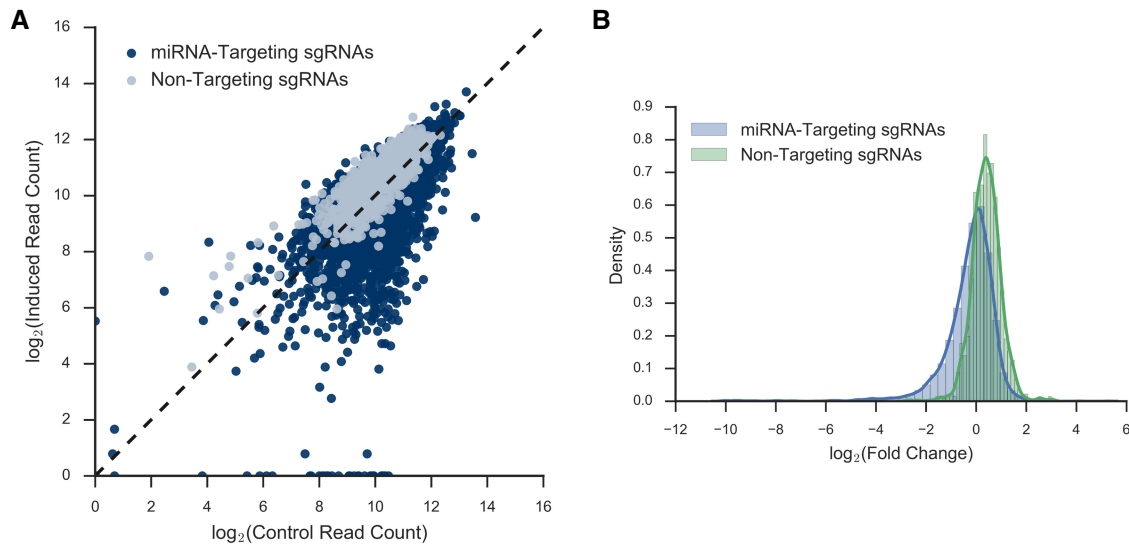 A
16
14
12
10
8
6
4
2
0
log2(Induced Read Count)
miRNA-Targeting sgRNAs
Non-Targeting sgRNAs
0 2 4 6 8 10 12 14 16
log2(Control Read Count)
B
0.9
0.8
0.7
0.6
0.5
0.4
0.3
0.2
0.1
0.0
Density
miRNA-Targeting sgRNAs
Non-Targeting sgRNAs
−12 −10 −8 −6 −4 −2 0 2 4 6
log2(Fold Change)